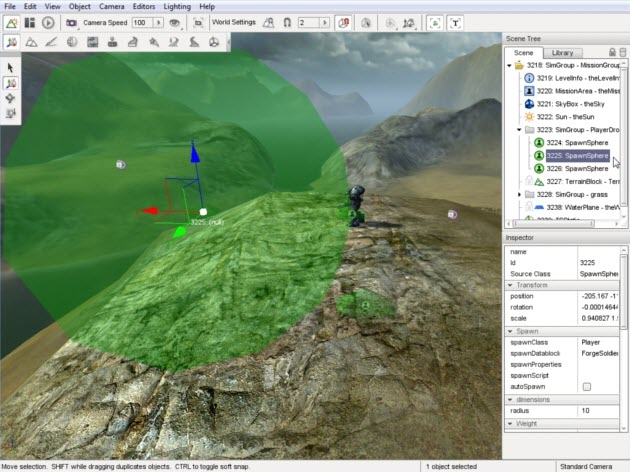 File Edit View Object Camera Editors Lighting Help
Camera Speed 100 World Settings 2 T
Scene Tree
Scene Library
3218: SimGroup - MissionGroup
3219: LevelInfo - theLevelInfo
3220: MissionArea - theMiss
3221: SkyBox - theSky
3222: Sun - theSun
3223: SimGroup - PlayerDro
3224: SpawnSphere
3225: SpawnSphere
3226: SpawnSphere
3227: TerrainBlock - Terr
3228: SimGroup - grass
3238: WaterPlane - theW
3225: (null)
Inspector
name
Id 3225
Source Class SpawnSphe
Transform
position -205.167 -1
rotation -0.0001464
scale 0.940827 1.
Spawn
spawnClass Player
spawnDatablock ForgeSoldier
spawnProperties
spawnScript
autoSpawn
dimensions
radius 10
Weight
Move selection. SHIFT while dragging duplicates objects. CTRL to toggle soft snap. 1 object selected Standard Camera